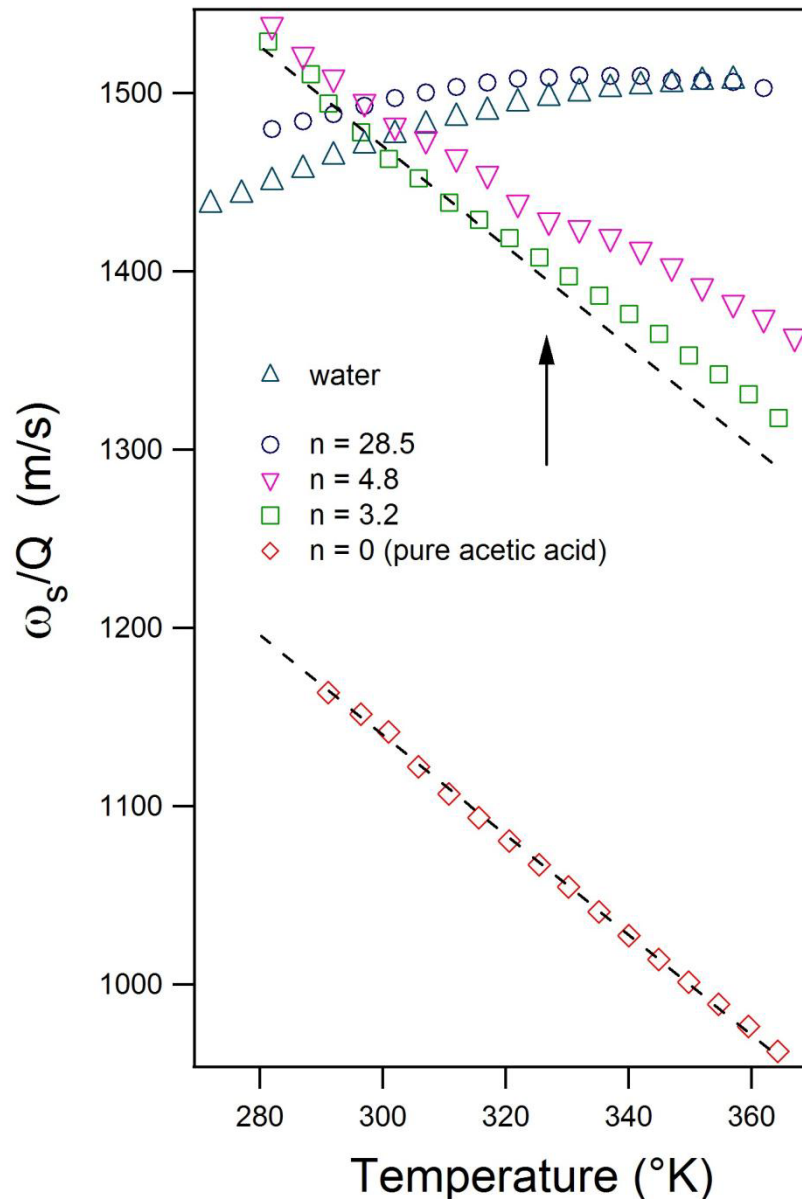 1500
1400
1300
1200
1100
1000
ωs/Q (m/s)
water
n = 28.5
n = 4.8
n = 3.2
n = 0 (pure acetic acid)
280 300 320 340 360
Temperature (°K)